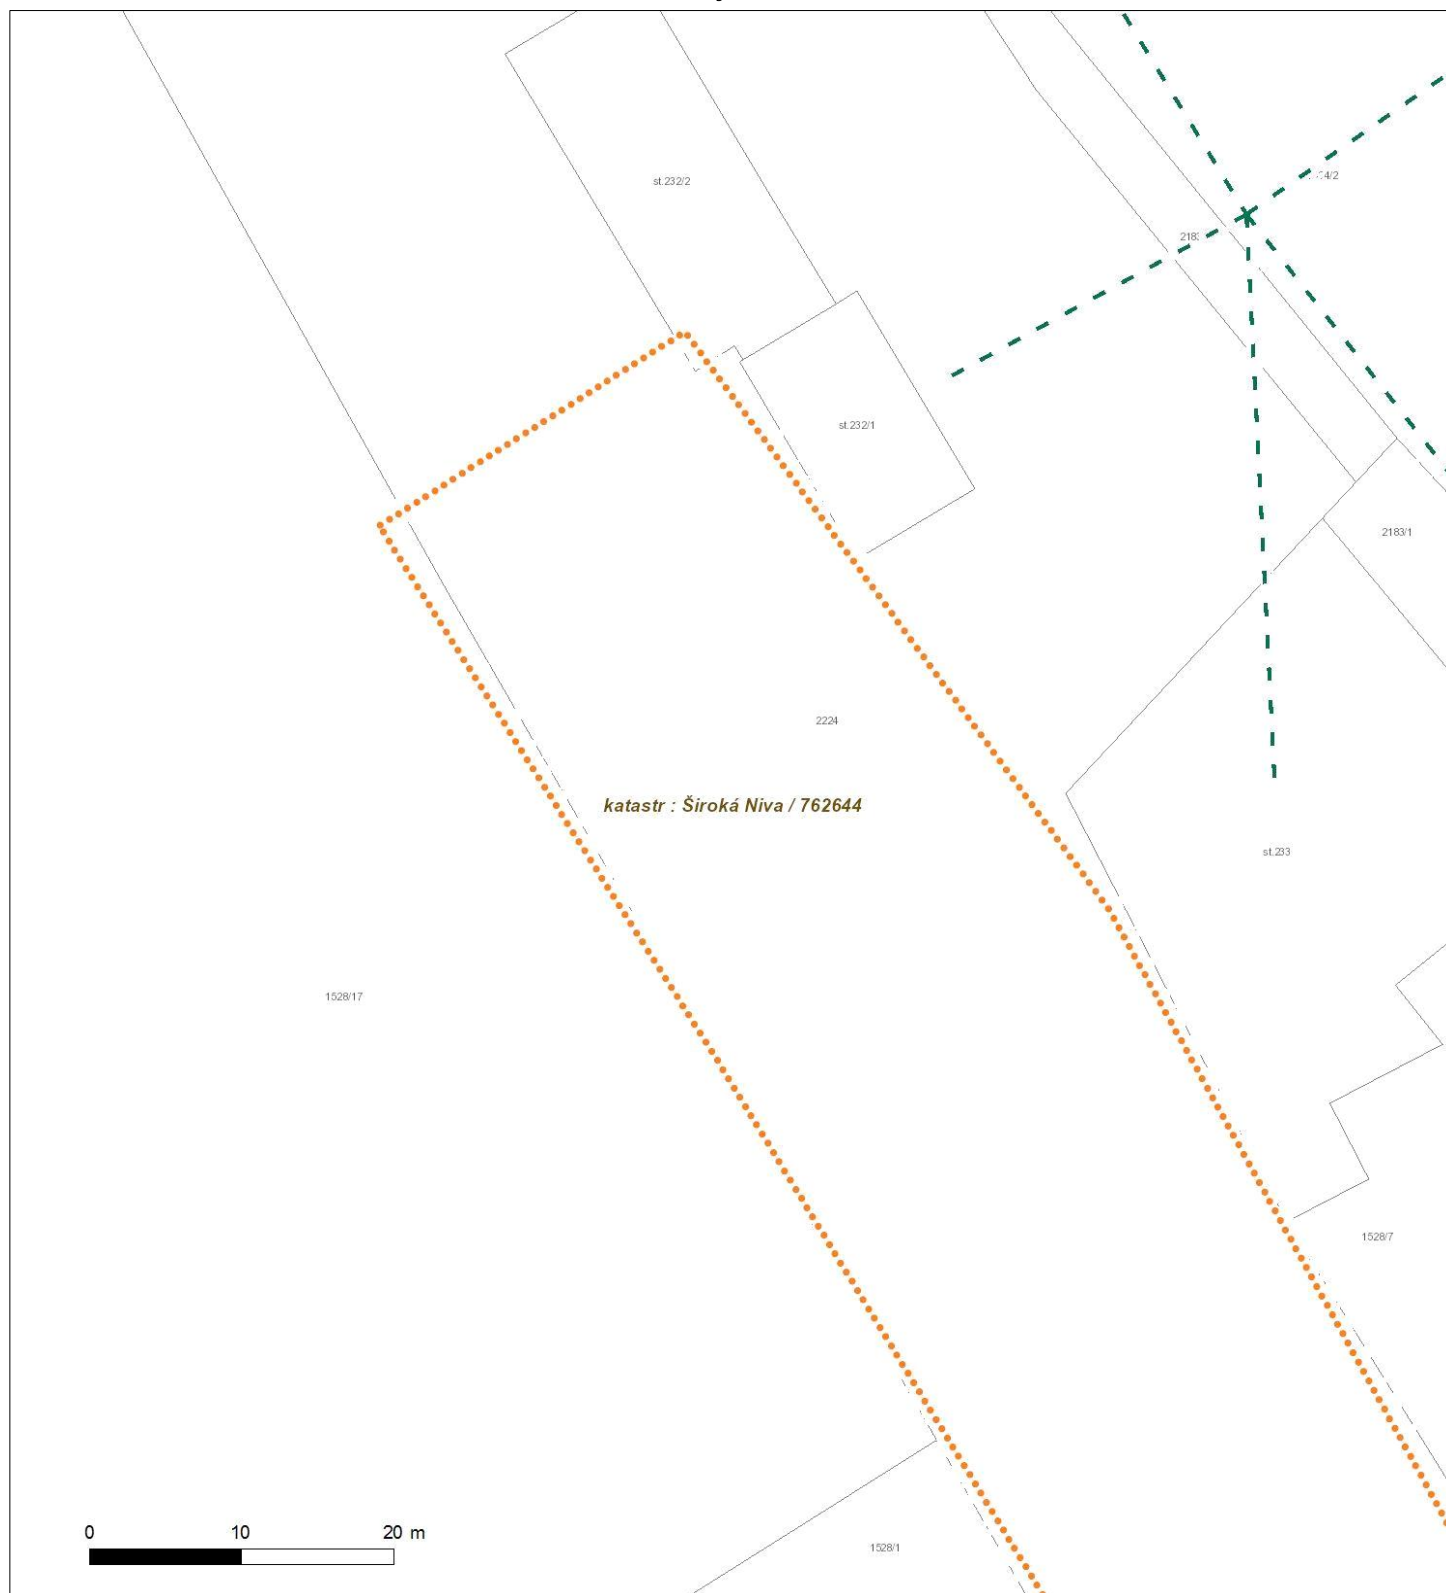 st.232/2
st.232/1
2183/1
2224
katastr : Široká Niva / 762644
st.233
1528/17
1528/7
0 10 20 m
1528/1